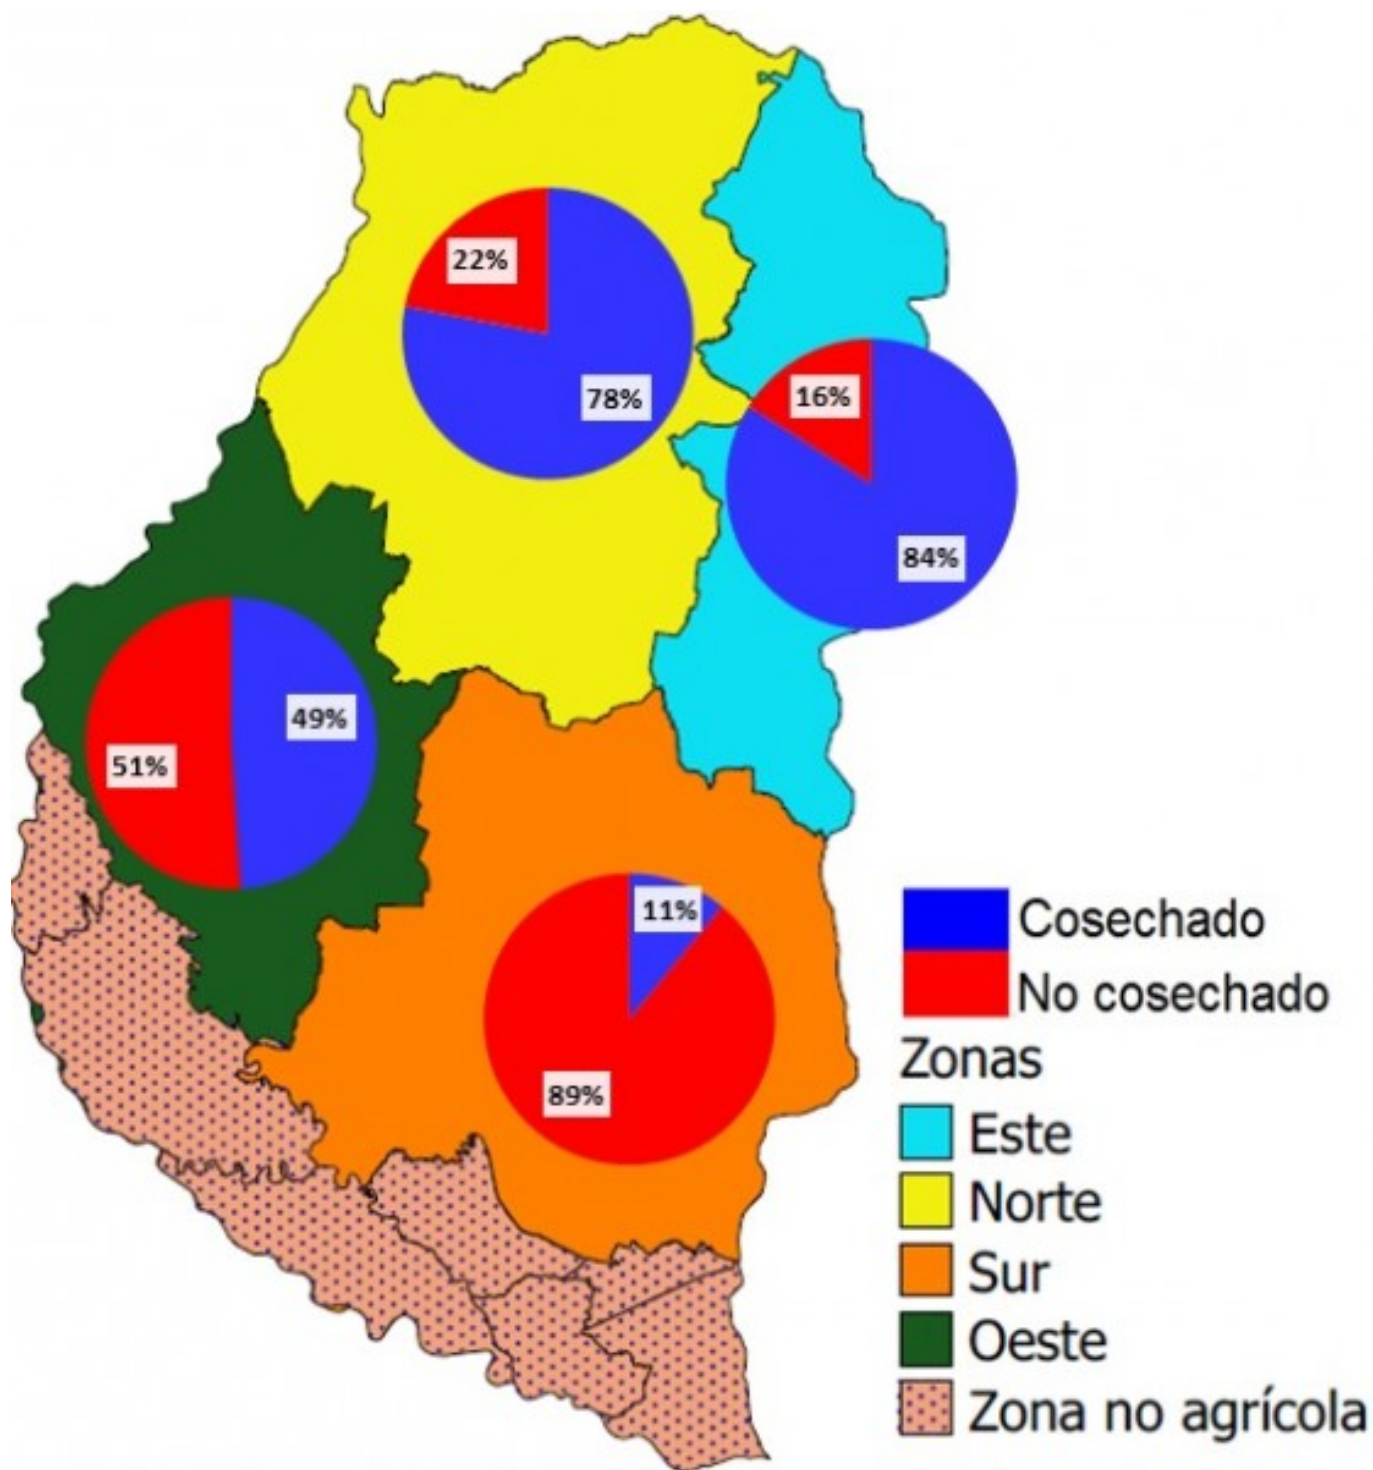 22%
78%
16%
84%
49%
51%
11%
89%
Cosechado
No cosechado
Zonas
Este
Norte
Sur
Oeste
Zona no agrícola